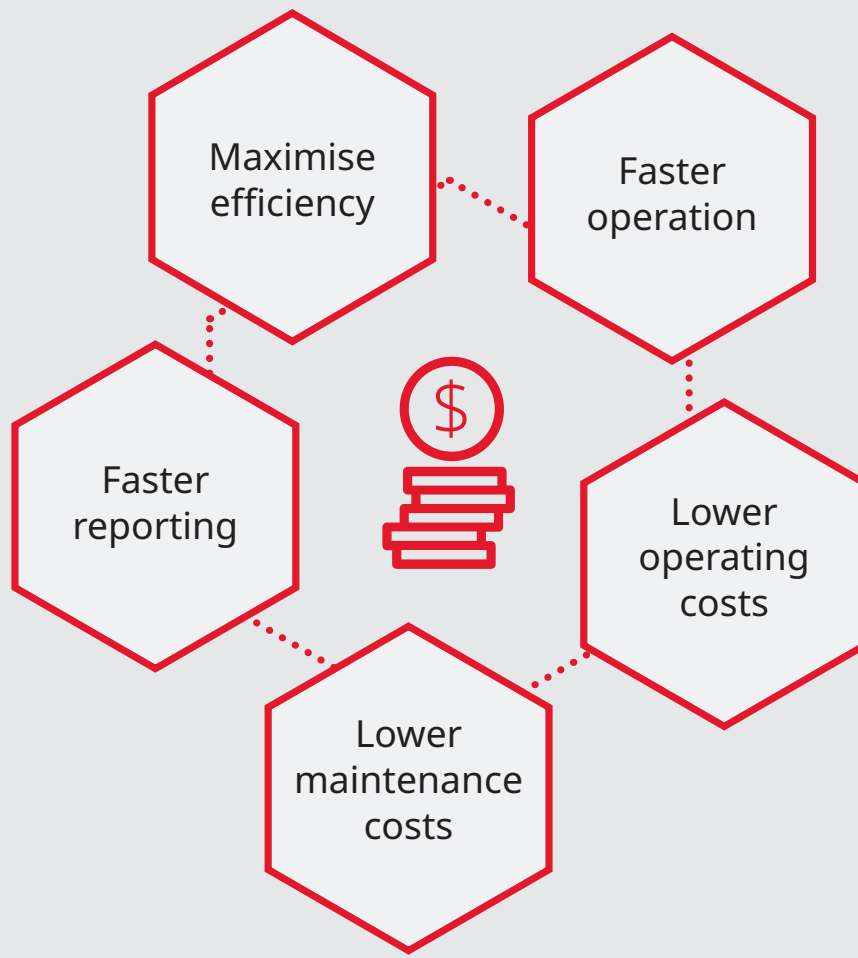 Maximise
efficiency
Faster
operation
Faster
reporting
$
Lower
operating
costs
Lower
maintenance
costs